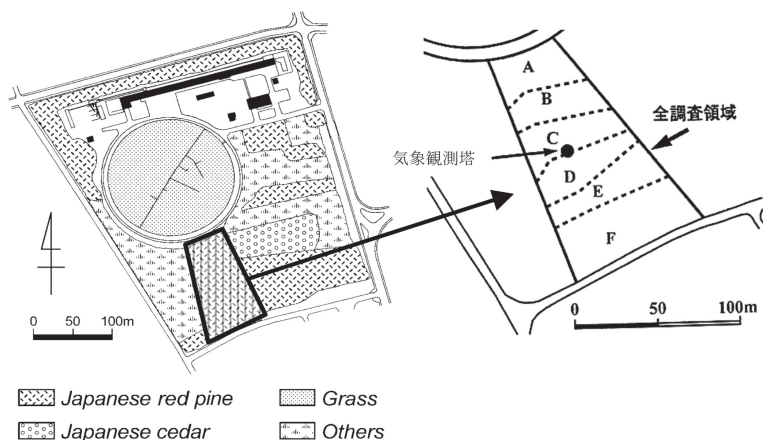 A
B
C
D
E
F
全調査領域
気象観測塔
0 50 100m
0 50 100m
Japanese red pine
Grass
Japanese cedar
Others